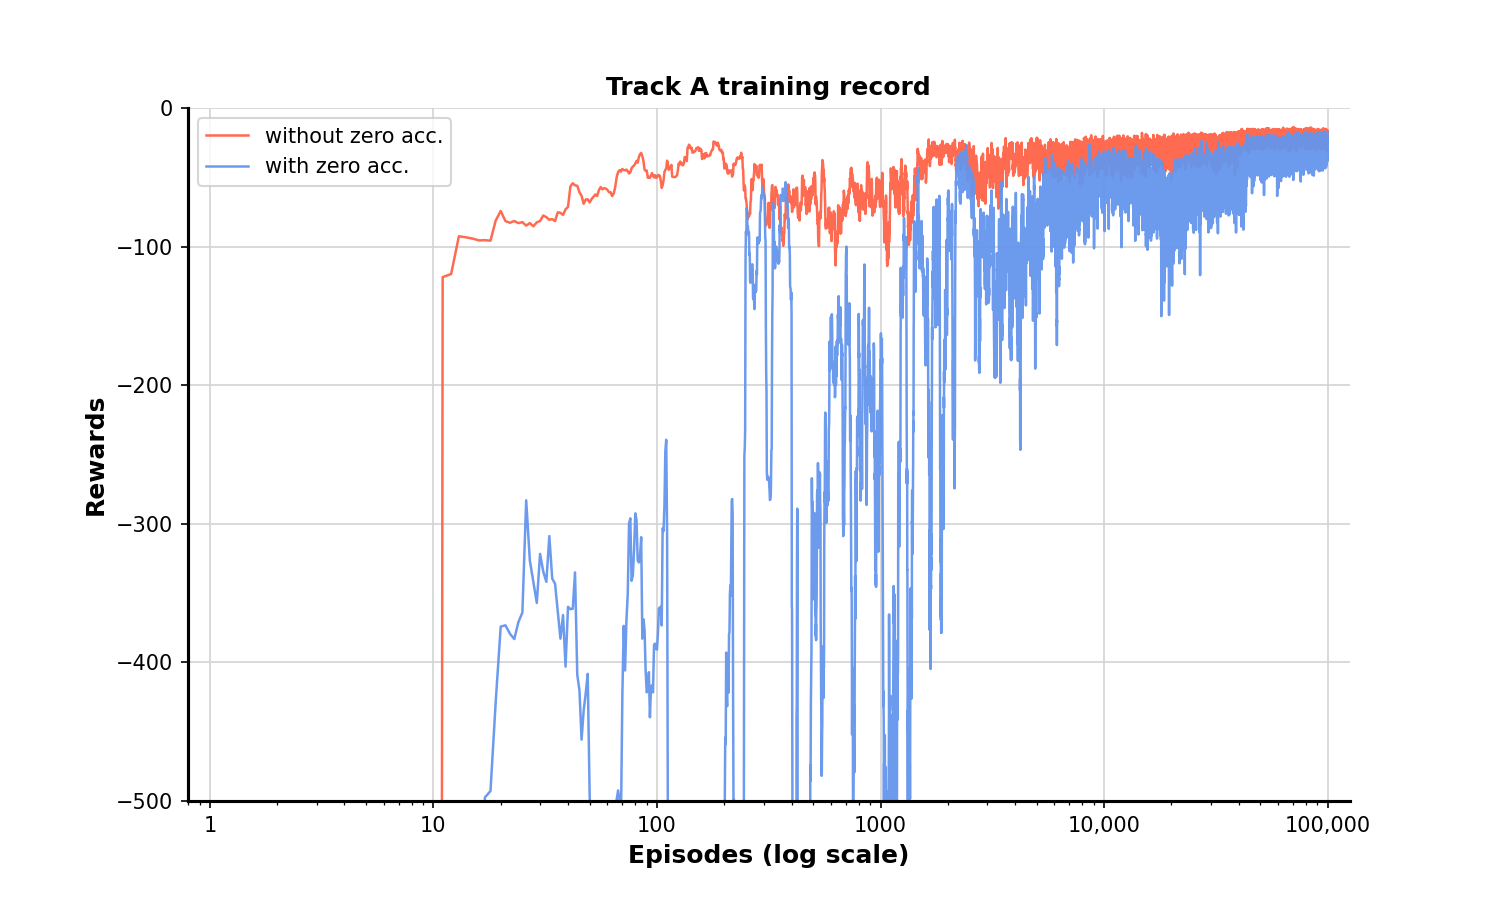 Track A training record
without zero acc.
with zero acc.
Rewards
0
−100
−200
−300
−400
−500
1 10 100 1000 10,000 100,000
Episodes (log scale)